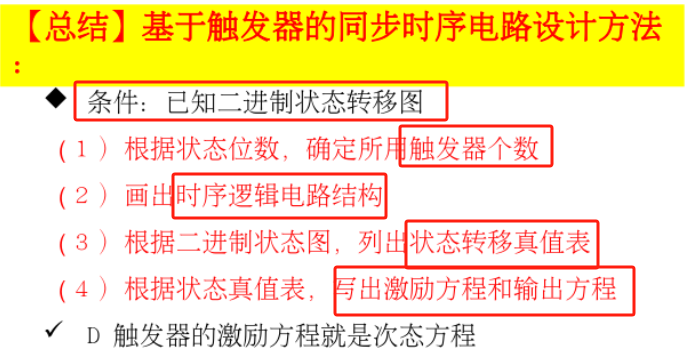 【总结】基于触发器的同步时序电路设计方法
：
◆ 条件：已知二进制状态转移图
（1）根据状态位数，确定所用触发器个数
（2）画出时序逻辑电路结构
（3）根据二进制状态图，列出状态转移真值表
（4）根据状态真值表，写出激励方程和输出方程
✓ D 触发器的激励方程就是次态方程